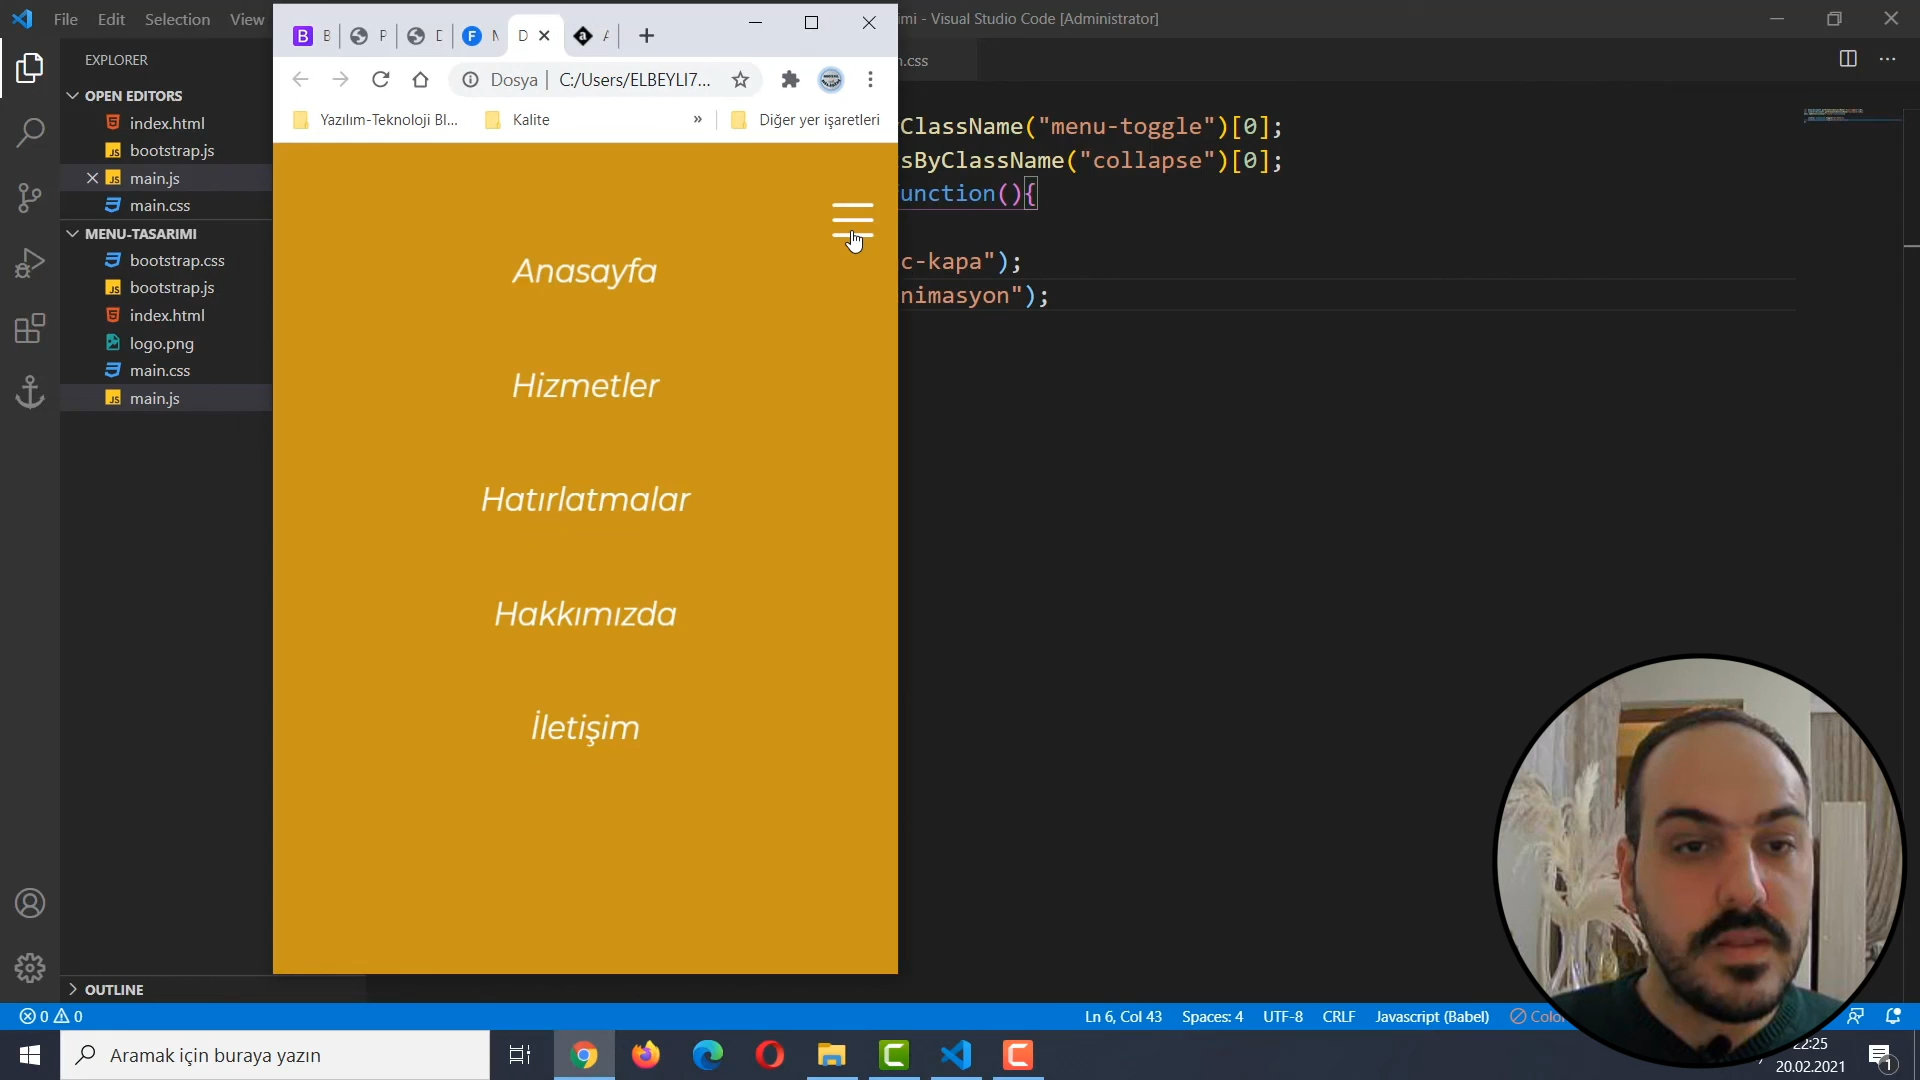 File Edit Selection View
imi - Visual Studio Code [Administrator]
B
P
D
M
D
A
EXPLORER
n.css
OPEN EDITORS
index.html
bootstrap.js
main.js
main.css
MENU-TASARIMI
bootstrap.css
bootstrap.js
index.html
logo.png
main.css
main.js
Dosya | C:/Users/ELBEYLI7...
Yazılım-Teknoloji Bl...
Kalite
»
Diğer yer işaretleri
yClassName("menu-toggle")[0];
sByClassName("collapse")[0];
unction(){
c-kapa");
nimasyon");
Anasayfa
Hizmetler
Hatırlatmalar
Hakkımızda
İletişim
OUTLINE
0 0
Ln 6, Col 43 Spaces: 4 UTF-8 CRLF Javascript (Babel)
Aramak için buraya yazın
22:25
20.02.2021
1